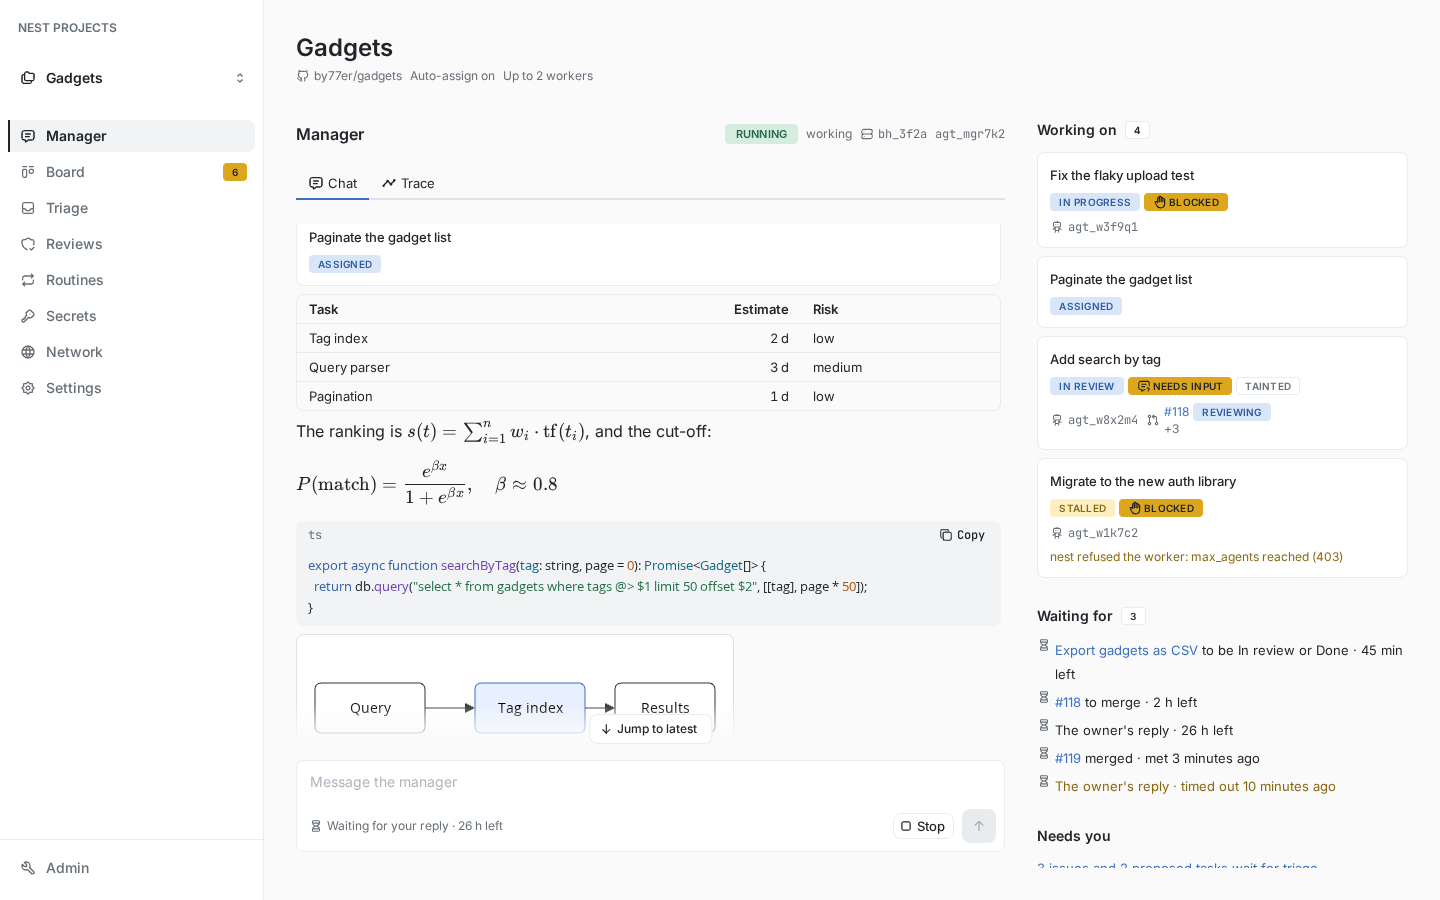 NEST PROJECTS
Gadgets
Manager
Board 6
Triage
Reviews
Routines
Secrets
Network
Settings
Admin
Gadgets
by77er/gadgets Auto-assign on Up to 2 workers
Manager RUNNING working bh_3f2a agt_mgr7k2
Chat Trace
Paginate the gadget list
ASSIGNED
Task Estimate Risk
Tag index 2 d low
Query parser 3 d medium
Pagination 1 d low
The ranking is s(t) = ∑ⁿᵢ₌₁ wᵢ · tf(tᵢ), and the cut-off:
P(match) = e^{βx} / (1 + e^{βx}), β ≈ 0.8
ts Copy
export async function searchByTag(tag: string, page = 0): Promise<Gadget[]> {
return db.query("select * from gadgets where tags @> $1 limit 50 offset $2", [[tag], page * 50]);
}
Query Tag index Results
Jump to latest
Message the manager
Waiting for your reply · 26 h left Stop
Working on 4
Fix the flaky upload test
IN PROGRESS BLOCKED
agt_w3f9q1
Paginate the gadget list
ASSIGNED
Add search by tag
IN REVIEW NEEDS INPUT TAINTED
agt_w8x2m4 #118 REVIEWING
+3
Migrate to the new auth library
STALLED BLOCKED
agt_w1k7c2
nest refused the worker: max_agents reached (403)
Waiting for 3
Export gadgets as CSV to be In review or Done · 45 min
left
#118 to merge · 2 h left
The owner's reply · 26 h left
#119 merged · met 3 minutes ago
The owner's reply · timed out 10 minutes ago
Needs you
3 issues and 2 proposed tasks wait for triage